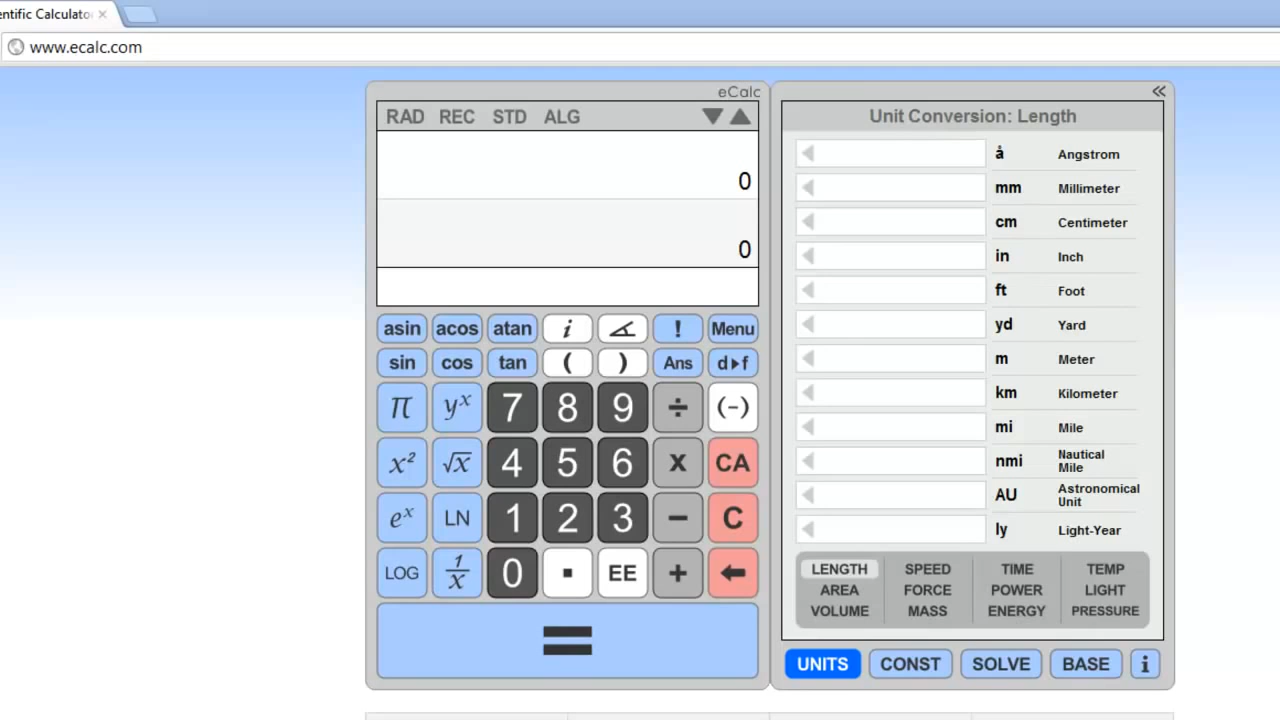 entific Calculato
www.ecalc.com
eCalc
RAD REC STD ALG
0
0
asin acos atan i ∠ ! Menu
sin cos tan ( ) Ans d▸f
π yˣ 7 8 9 ÷ (-)
x² √x 4 5 6 x CA
eˣ LN 1 2 3 − C
LOG 1/x 0 . EE +
=
Unit Conversion: Length
å Angstrom
mm Millimeter
cm Centimeter
in Inch
ft Foot
yd Yard
m Meter
km Kilometer
mi Mile
nmi Nautical Mile
AU Astronomical Unit
ly Light-Year
LENGTH SPEED TIME TEMP
AREA FORCE POWER LIGHT
VOLUME MASS ENERGY PRESSURE
UNITS CONST SOLVE BASE i